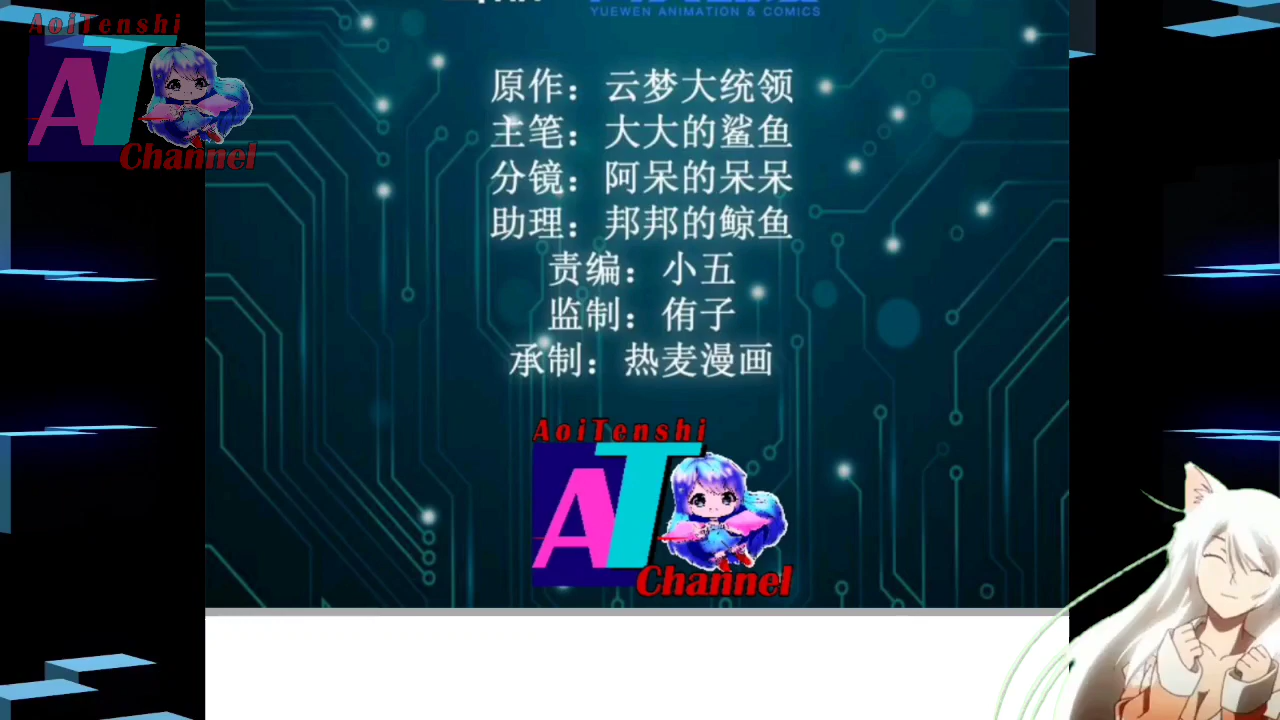 AoiTenshi
AT
Channel
YUEWEN ANIMATION & COMICS
原作：云梦大统领
主笔：大大的鲨鱼
分镜：阿呆的呆呆
助理：邦邦的鲸鱼
责编：小五
监制：侑子
承制：热麦漫画
AoiTenshi
AT
Channel